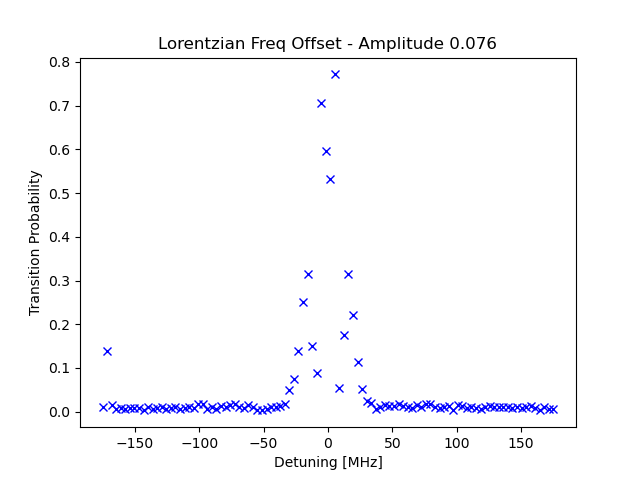 Lorentzian Freq Offset - Amplitude 0.076
Transition Probability
0.8
0.7
0.6
0.5
0.4
0.3
0.2
0.1
0.0
−150 −100 −50 0 50 100 150
Detuning [MHz]